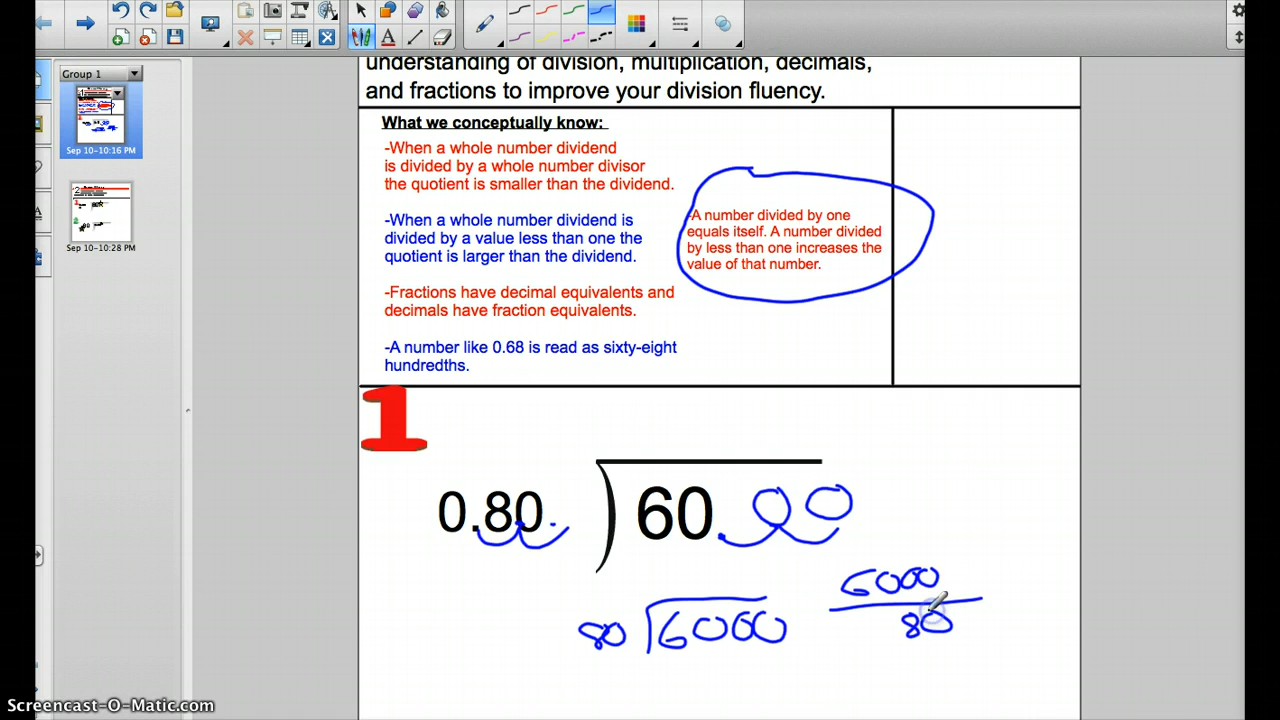 Group 1
Sep 10-10:16 PM
Sep 10-10:28 PM
understanding of division, multiplication, decimals,
and fractions to improve your division fluency.
What we conceptually know:
-When a whole number dividend
is divided by a whole number divisor
the quotient is smaller than the dividend.
-When a whole number dividend is
divided by a value less than one the
quotient is larger than the dividend.
-Fractions have decimal equivalents and
decimals have fraction equivalents.
-A number like 0.68 is read as sixty-eight
hundredths.
-A number divided by one
equals itself. A number divided
by less than one increases the
value of that number.
1
0.80. 60.00
80 6000
6000
80
Screencast-O-Matic.com